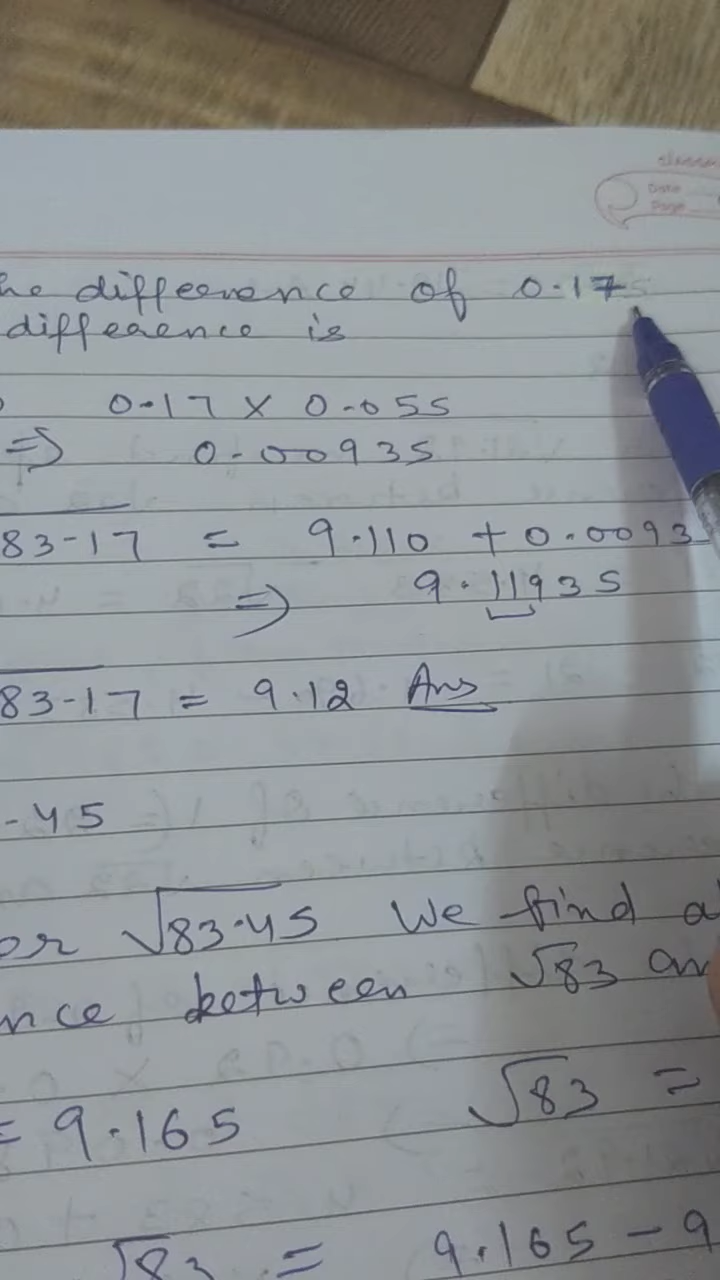 he difference of 0.17
difference is
0.17 × 0.055
⇒ 0.00935
83.17 = 9.110 + 0.0093
⇒ 9.11935
83.17 = 9.12 Ans
.45
or √83.45 We find a
nce between √83 an
= 9.165 √83 =
√83 = 9.165 - 9